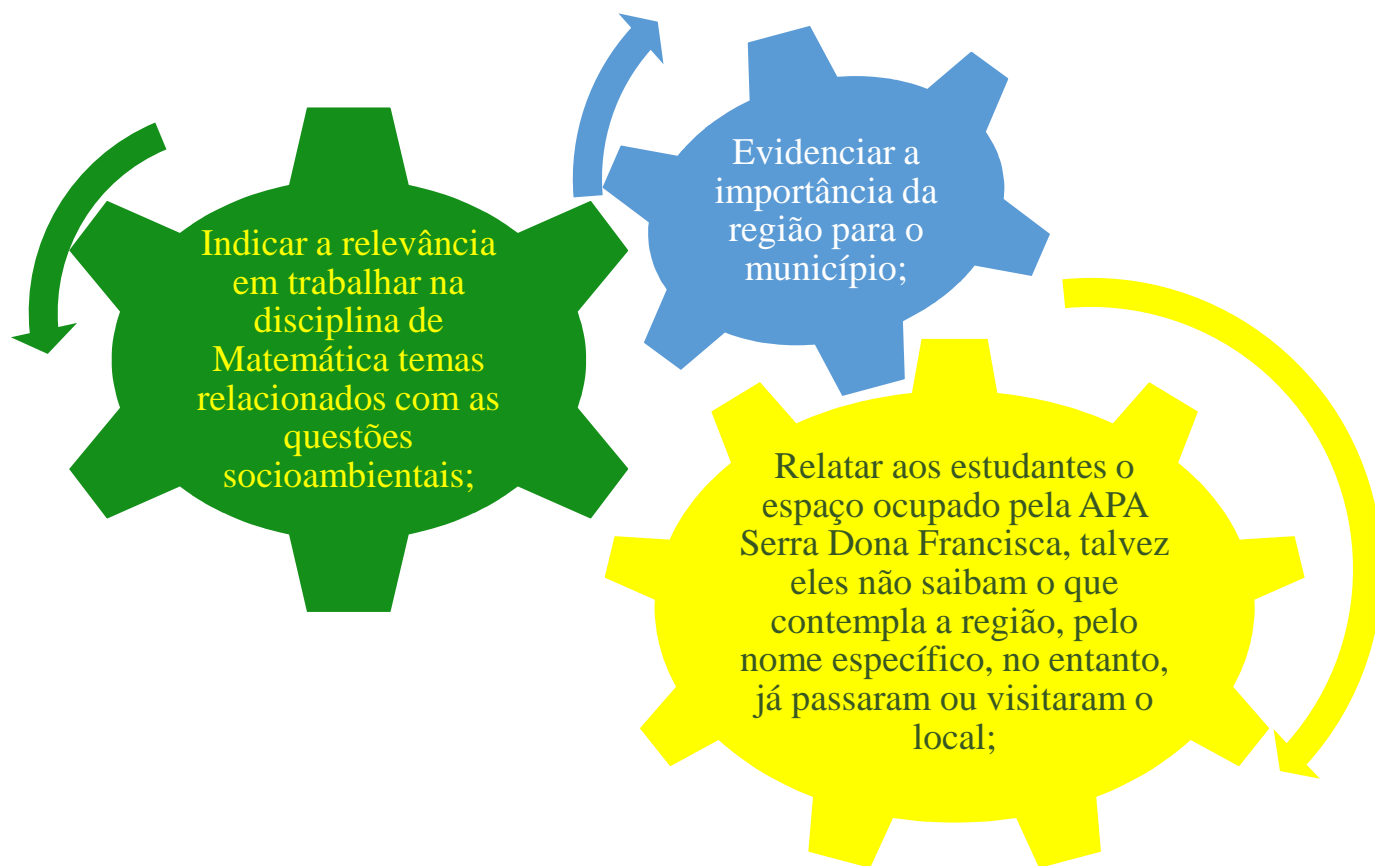 Indicar a relevância
em trabalhar na
disciplina de
Matemática temas
relacionados com as
questões
socioambientais;
Evidenciar a
importância da
região para o
município;
Relatar aos estudantes o
espaço ocupado pela APA
Serra Dona Francisca, talvez
eles não saibam o que
contempla a região, pelo
nome específico, no entanto,
já passaram ou visitaram o
local;